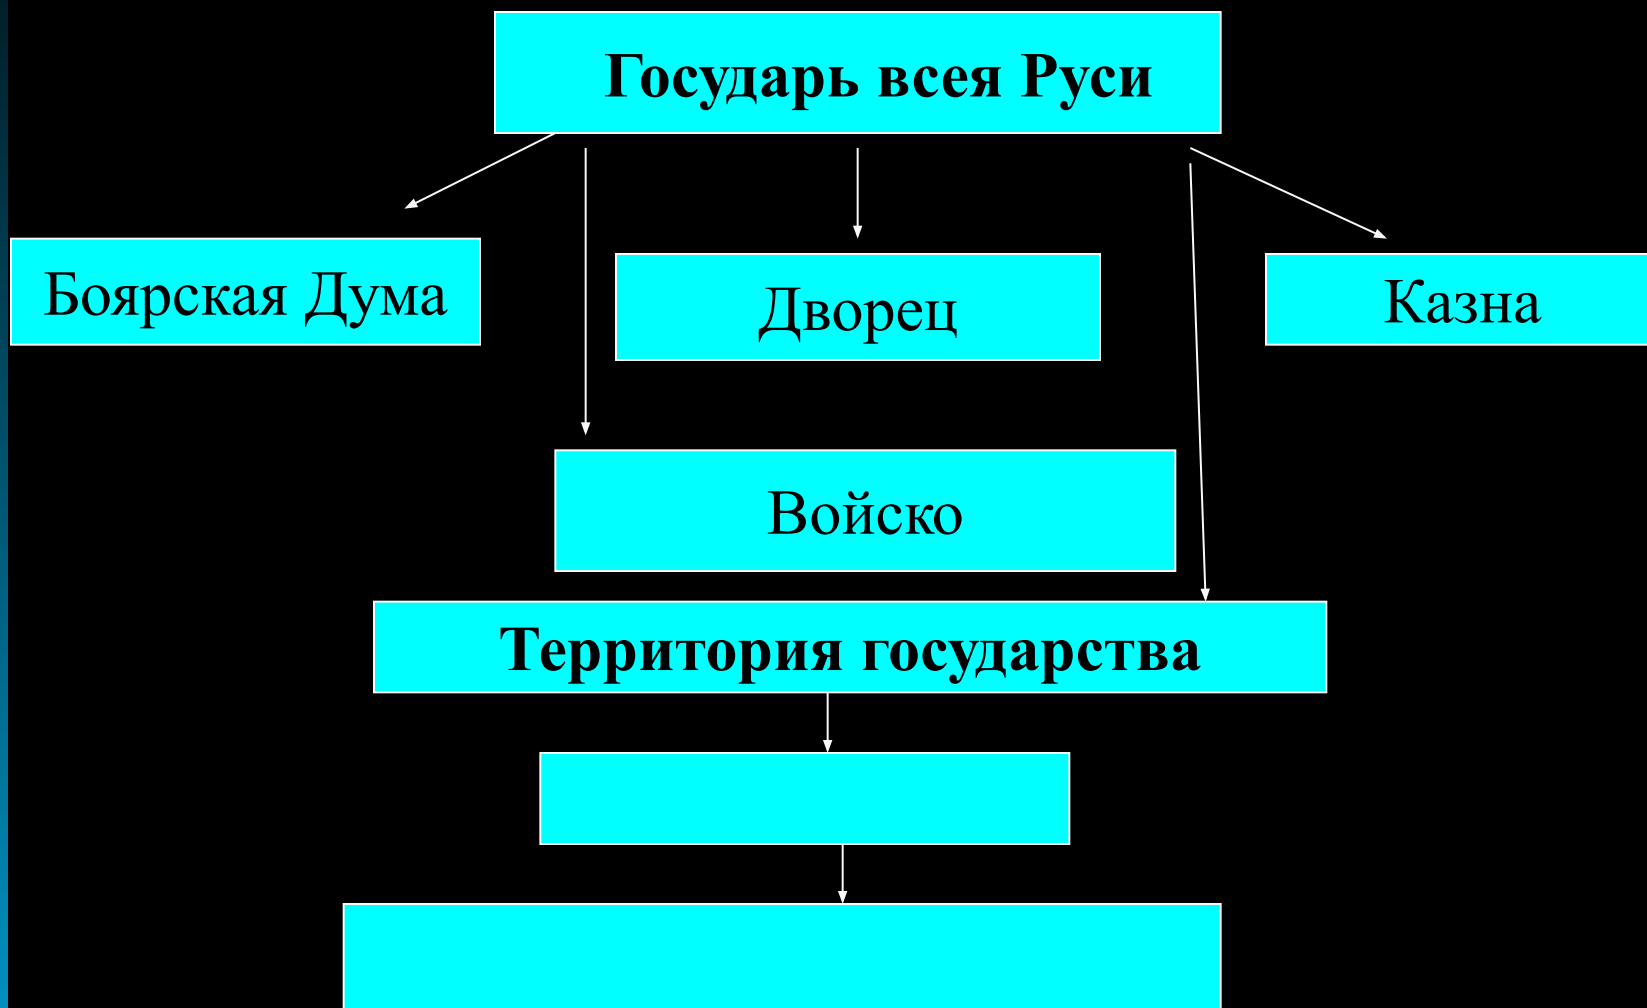 Государь всея Руси
Боярская Дума
Дворец
Казна
Войско
Территория государства